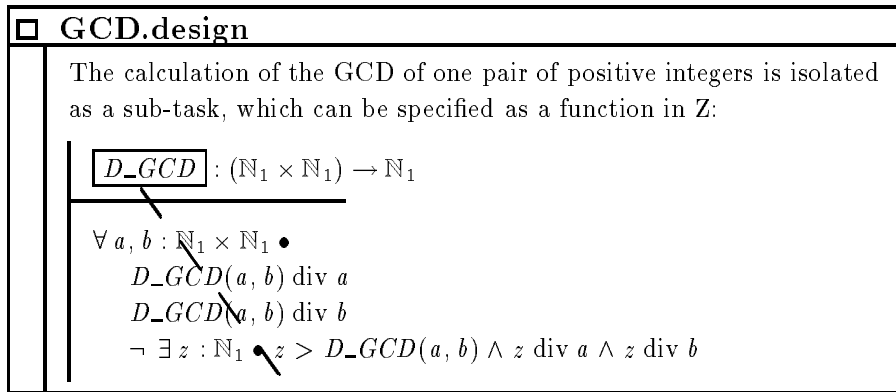 GCD.design
The calculation of the GCD of one pair of positive integers is isolated
as a sub-task, which can be specified as a function in Z:
D_GCD : (ℕ₁ × ℕ₁) → ℕ₁
∀ a, b : ℕ₁ × ℕ₁ •
D_GCD(a, b) div a
D_GCD(a, b) div b
¬ ∃ z : ℕ₁ • z > D_GCD(a, b) ∧ z div a ∧ z div b